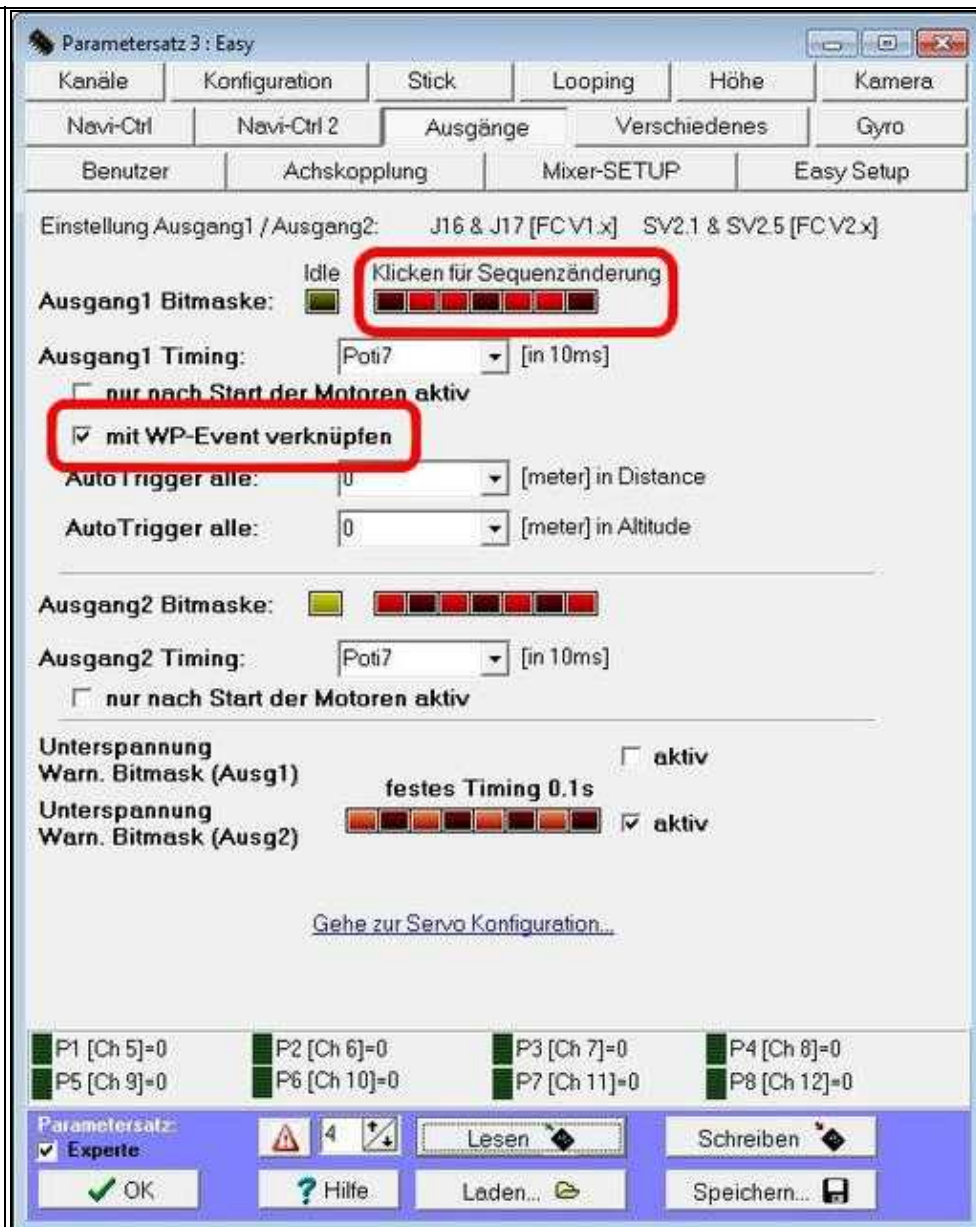 Parametersatz 3 : Easy
Kanäle Konfiguration Stick Looping Höhe Kamera
Navi-Ctrl Navi-Ctrl 2 Ausgänge Verschiedenes Gyro
Benutzer Achskopplung Mixer-SETUP Easy Setup
Einstellung Ausgang1 / Ausgang2: J16 & J17 [FC V1.x] SV2.1 & SV2.5 [FC V2.x]
Idle Klicken für Sequenzänderung
Ausgang1 Bitmaske:
Ausgang1 Timing: Poti7 [in 10ms]
nur nach Start der Motoren aktiv
mit WP-Event verknüpfen
AutoTrigger alle: 0 [meter] in Distance
AutoTrigger alle: 0 [meter] in Altitude
Ausgang2 Bitmaske:
Ausgang2 Timing: Poti7 [in 10ms]
nur nach Start der Motoren aktiv
Unterspannung
Warn. Bitmask (Ausg1) aktiv
festes Timing 0.1s
Unterspannung
Warn. Bitmask (Ausg2) aktiv
Gehe zur Servo Konfiguration...
P1 [Ch 5]=0 P2 [Ch 6]=0 P3 [Ch 7]=0 P4 [Ch 8]=0
P5 [Ch 9]=0 P6 [Ch 10]=0 P7 [Ch 11]=0 P8 [Ch 12]=0
Parametersatz:
Experte 4 Lesen Schreiben
OK ? Hilfe Laden... Speichern...